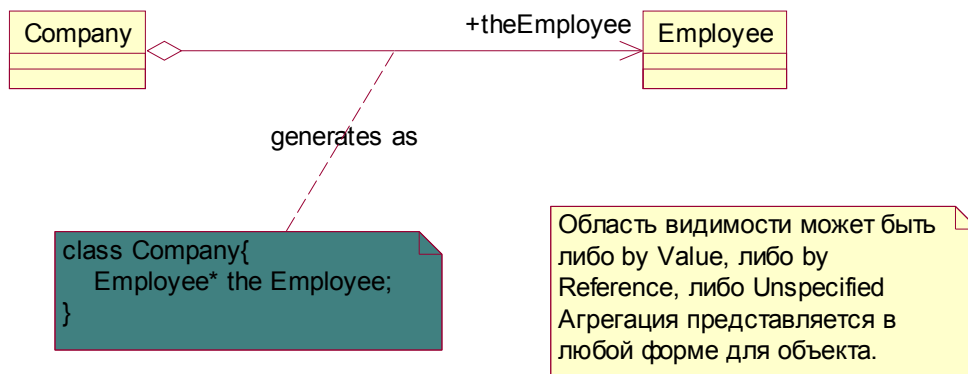 Company
+theEmployee
Employee
generates as
class Company{
Employee* the Employee;
}
Область видимости может быть
либо by Value, либо by
Reference, либо Unspecified
Агрегация представляется в
любой форме для объекта.